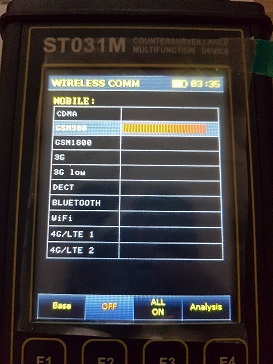 ST031M COUNTERSURVEILLANCE
MULTIFUNCTION DEVICE
WIRELESS COMM 03:35
MOBILE:
CDMA
GSM900
GSM1800
3G
3G low
DECT
BLUETOOTH
WiFi
4G/LTE 1
4G/LTE 2
Base OFF ALL ON Analysis
F1 F2 F3 F4